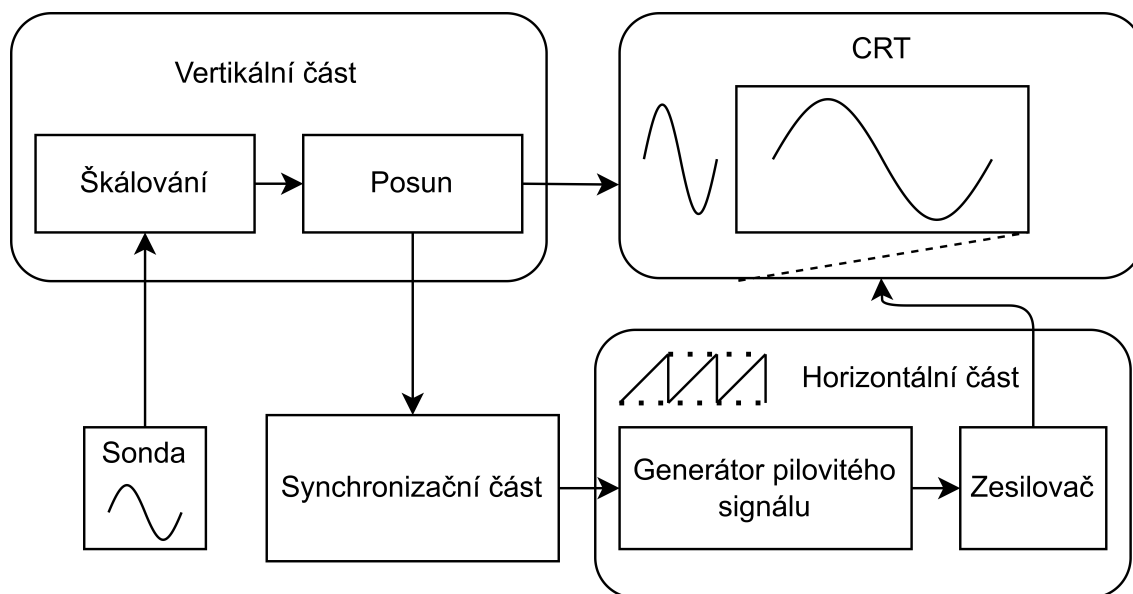 Vertikální část
Škálování
Posun
CRT
Sonda
Synchronizační část
Horizontální část
Generátor pilovitého
signálu
Zesilovač